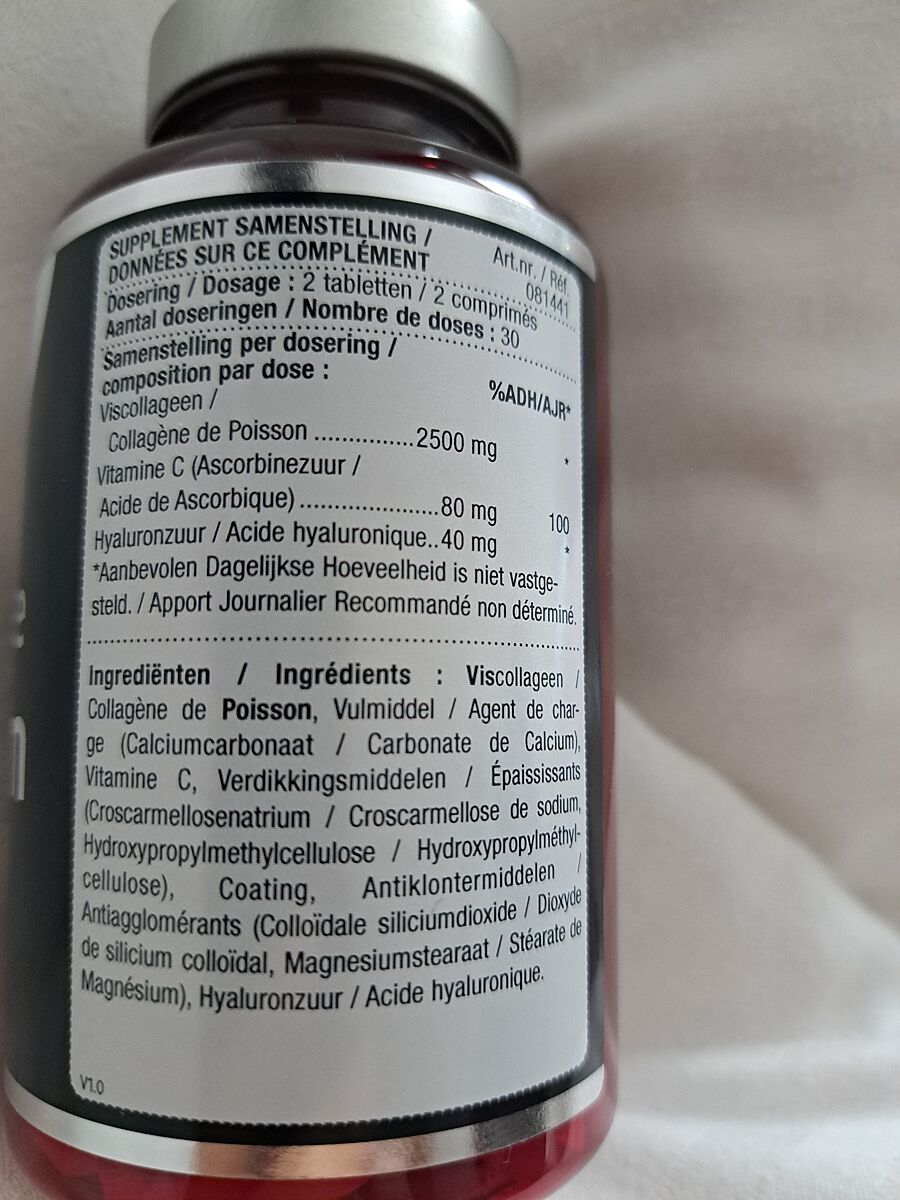 SUPPLEMENT SAMENSTELLING /
DONNÉES SUR CE COMPLÉMENT
Art.nr. / Réf.
081441
Dosering / Dosage : 2 tabletten / 2 comprimés
Aantal doseringen / Nombre de doses : 30
Samenstelling per dosering /
composition par dose :
%ADH/AJR*
Viscollageen /
Collagène de Poisson ...............2500 mg *
Vitamine C (Ascorbinezuur /
Acide de Ascorbique).....................80 mg 100
Hyaluronzuur / Acide hyaluronique..40 mg *
*Aanbevolen Dagelijkse Hoeveelheid is niet vastge-
steld. / Apport Journalier Recommandé non déterminé.
Ingrediënten / Ingrédients : Viscollageen /
Collagène de Poisson, Vulmiddel / Agent de char-
ge (Calciumcarbonaat / Carbonate de Calcium),
Vitamine C, Verdikkingsmiddelen / Épaississants
(Croscarmellosenatrium / Croscarmellose de sodium,
Hydroxypropylmethylcellulose / Hydroxypropylméthyl-
cellulose), Coating, Antiklontermiddelen /
Antiagglomérants (Colloïdale siliciumdioxide / Dioxyde
de silicium colloïdal, Magnesiumstearaat / Stéarate de
Magnésium), Hyaluronzuur / Acide hyaluronique.
V1.0